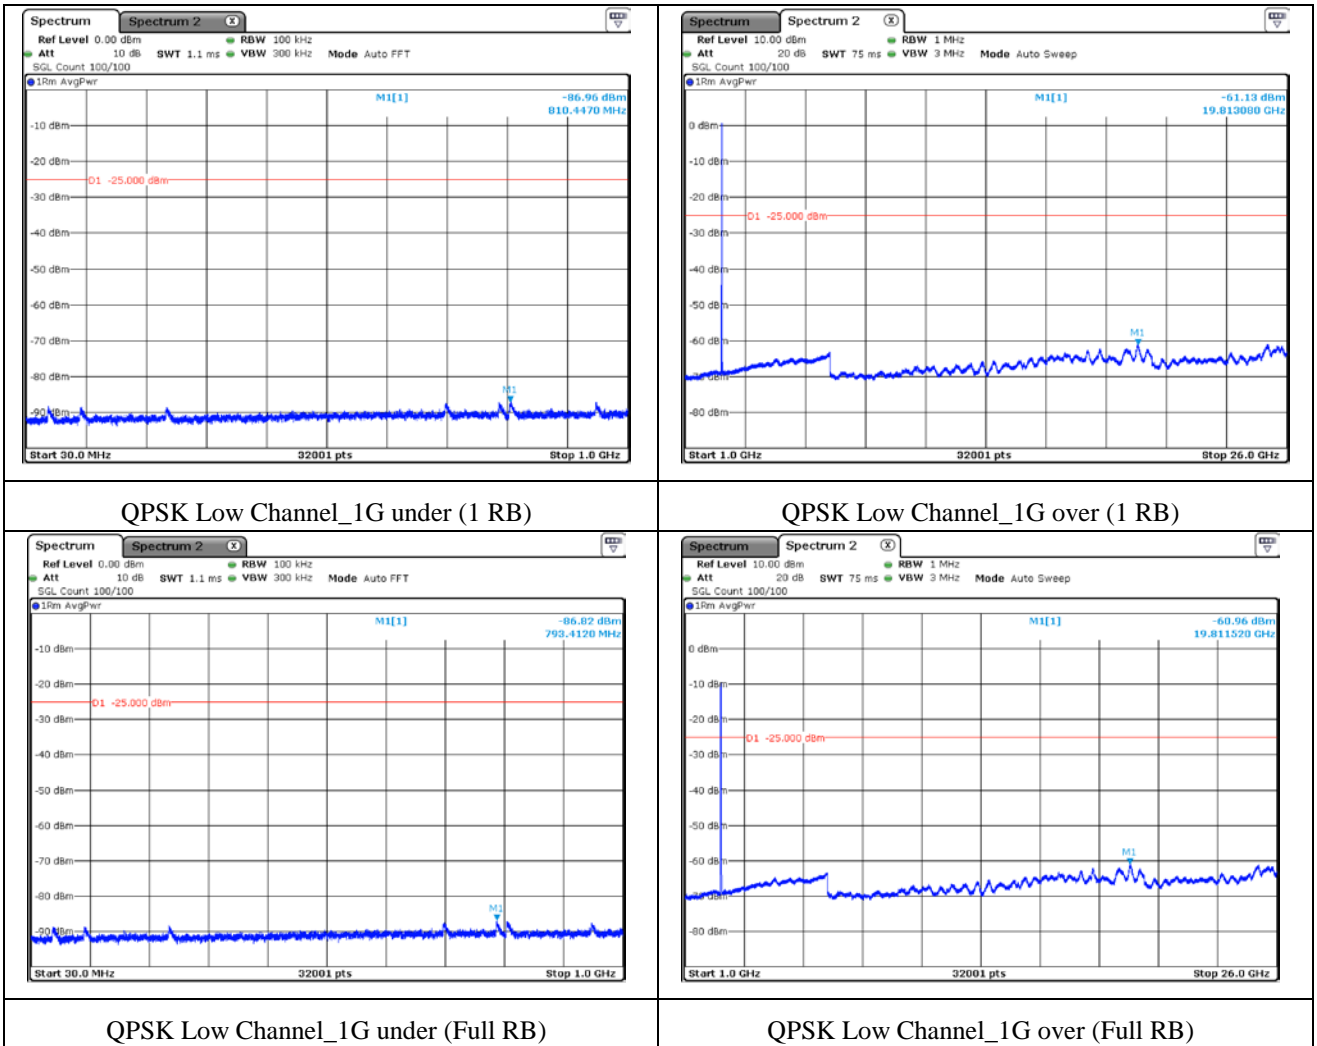 Spectrum Spectrum 2 X
Ref Level 0.00 dBm RBW 100 kHz
Att 10 dB SWT 1.1 ms VBW 300 kHz Mode Auto FFT
SGL Count 100/100
1Rm AvgPwr
M1[1] -86.96 dBm
810.4470 MHz
-10 dBm
-20 dBm
D1 -25.000 dBm
-30 dBm
-40 dBm
-50 dBm
-60 dBm
-70 dBm
-80 dBm
M1
-90 dBm
Start 30.0 MHz 32001 pts Stop 1.0 GHz
QPSK Low Channel_1G under (1 RB)
Spectrum Spectrum 2 X
Ref Level 10.00 dBm RBW 1 MHz
Att 20 dB SWT 75 ms VBW 3 MHz Mode Auto Sweep
SGL Count 100/100
1Rm AvgPwr
M1[1] -61.13 dBm
19.813080 GHz
0 dBm
-10 dBm
-20 dBm
D1 -25.000 dBm
-30 dBm
-40 dBm
-50 dBm
M1
-60 dBm
-70 dBm
-80 dBm
Start 1.0 GHz 32001 pts Stop 26.0 GHz
QPSK Low Channel_1G over (1 RB)
Spectrum Spectrum 2 X
Ref Level 0.00 dBm RBW 100 kHz
Att 10 dB SWT 1.1 ms VBW 300 kHz Mode Auto FFT
SGL Count 100/100
1Rm AvgPwr
M1[1] -86.82 dBm
793.4120 MHz
-10 dBm
-20 dBm
D1 -25.000 dBm
-30 dBm
-40 dBm
-50 dBm
-60 dBm
-70 dBm
-80 dBm
M1
-90 dBm
Start 30.0 MHz 32001 pts Stop 1.0 GHz
QPSK Low Channel_1G under (Full RB)
Spectrum Spectrum 2 X
Ref Level 10.00 dBm RBW 1 MHz
Att 20 dB SWT 75 ms VBW 3 MHz Mode Auto Sweep
SGL Count 100/100
1Rm AvgPwr
M1[1] -60.96 dBm
19.811520 GHz
0 dBm
-10 dBm
-20 dBm
D1 -25.000 dBm
-30 dBm
-40 dBm
-50 dBm
M1
-60 dBm
-70 dBm
-80 dBm
Start 1.0 GHz 32001 pts Stop 26.0 GHz
QPSK Low Channel_1G over (Full RB)